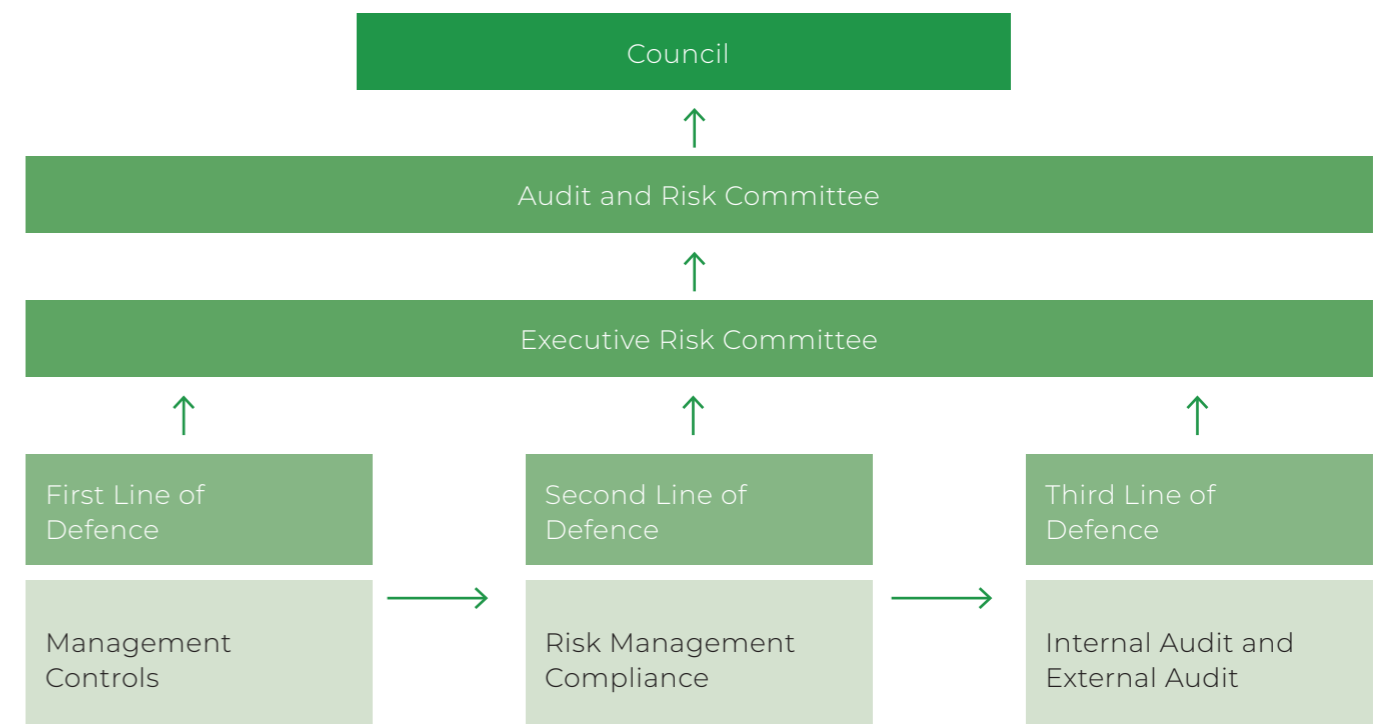 Council
Audit and Risk Committee
Executive Risk Committee
First Line of
Defence
Second Line of
Defence
Third Line of
Defence
Management
Controls
Risk Management
Compliance
Internal Audit and
External Audit